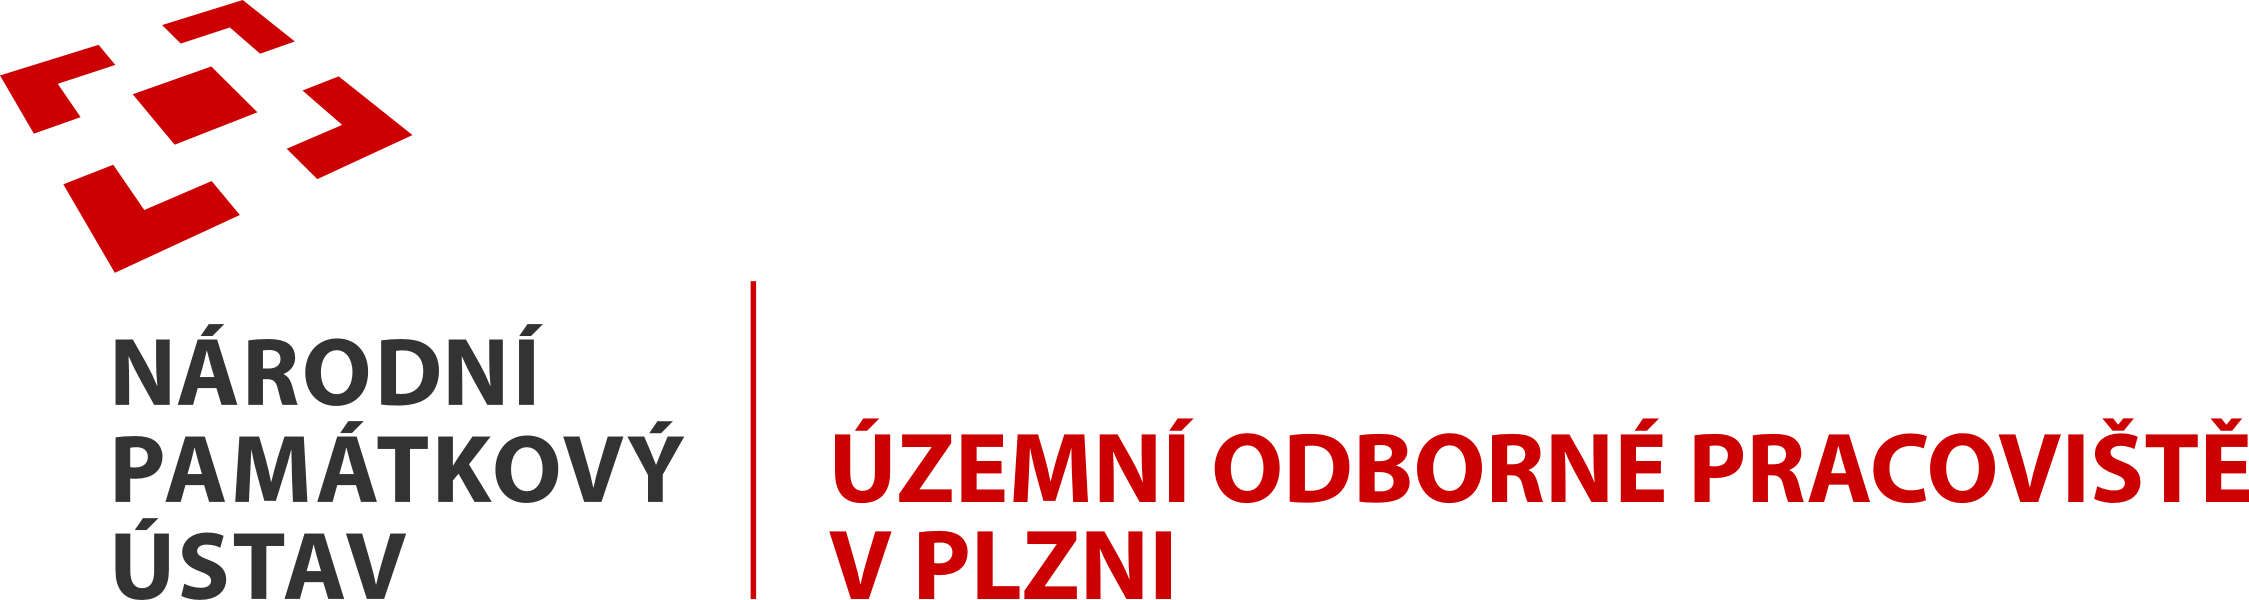 NÁRODNÍ
PAMÁTKOVÝ
ÚSTAV
ÚZEMNÍ ODBORNÉ PRACOVIŠTĚ
V PLZNI